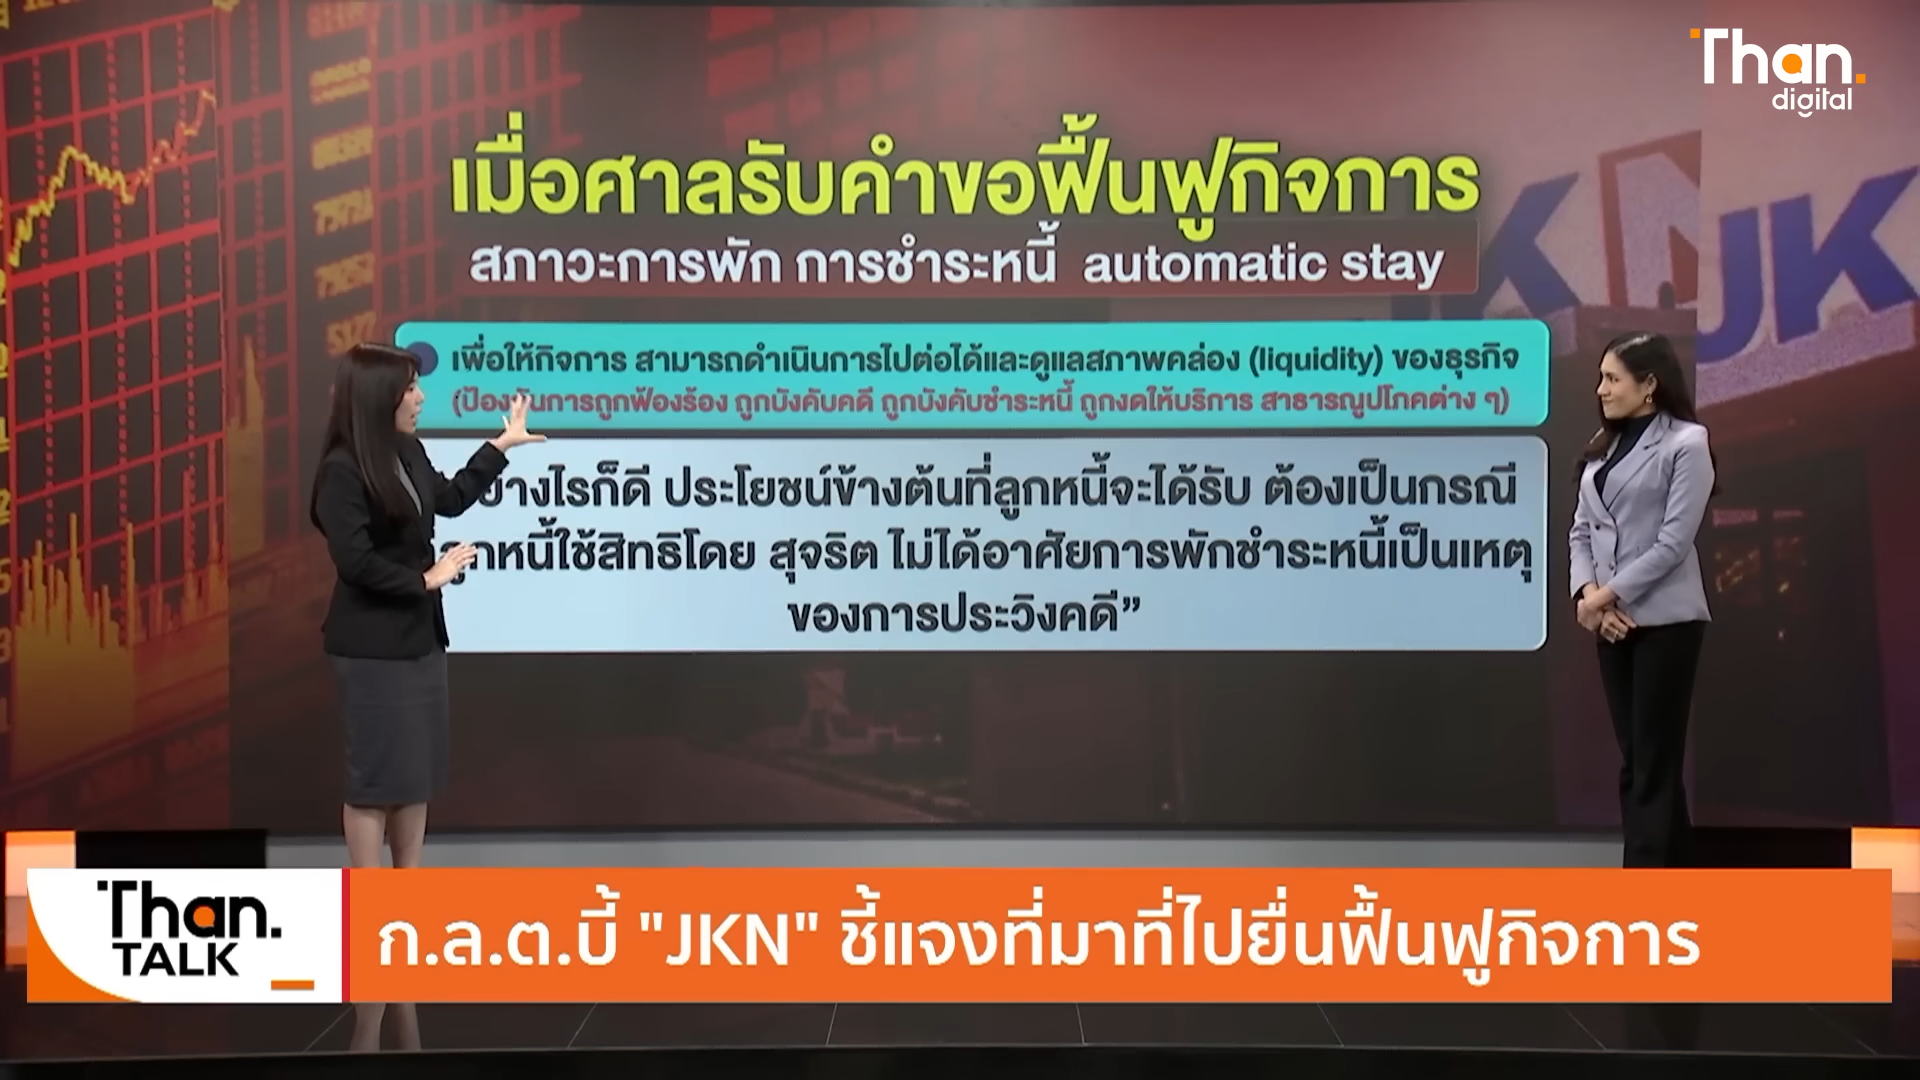 Than.
digital
เมื่อศาลรับคำขอฟื้นฟูกิจการ
สภาวะการพัก การชำระหนี้ automatic stay
JK
เพื่อให้กิจการ สามารถดำเนินการไปต่อได้และดูแลสภาพคล่อง (liquidity) ของธุรกิจ
(ป้องกันการถูกฟ้องร้อง ถูกบังคับคดี ถูกบังคับชำระหนี้ ถูกงดให้บริการ สาธารณูปโภคต่าง ๆ)
ย่างไรก็ดี ประโยชน์ข้างต้นที่ลูกหนี้จะได้รับ ต้องเป็นกรณี
ลูกหนี้ใช้สิทธิโดย สุจริต ไม่ได้อาศัยการพักชำระหนี้เป็นเหตุ
ของการประวิงคดี”
Than.
TALK
ก.ล.ต.บี้ "JKN" ชี้แจงที่มาที่ไปยื่นฟื้นฟูกิจการ